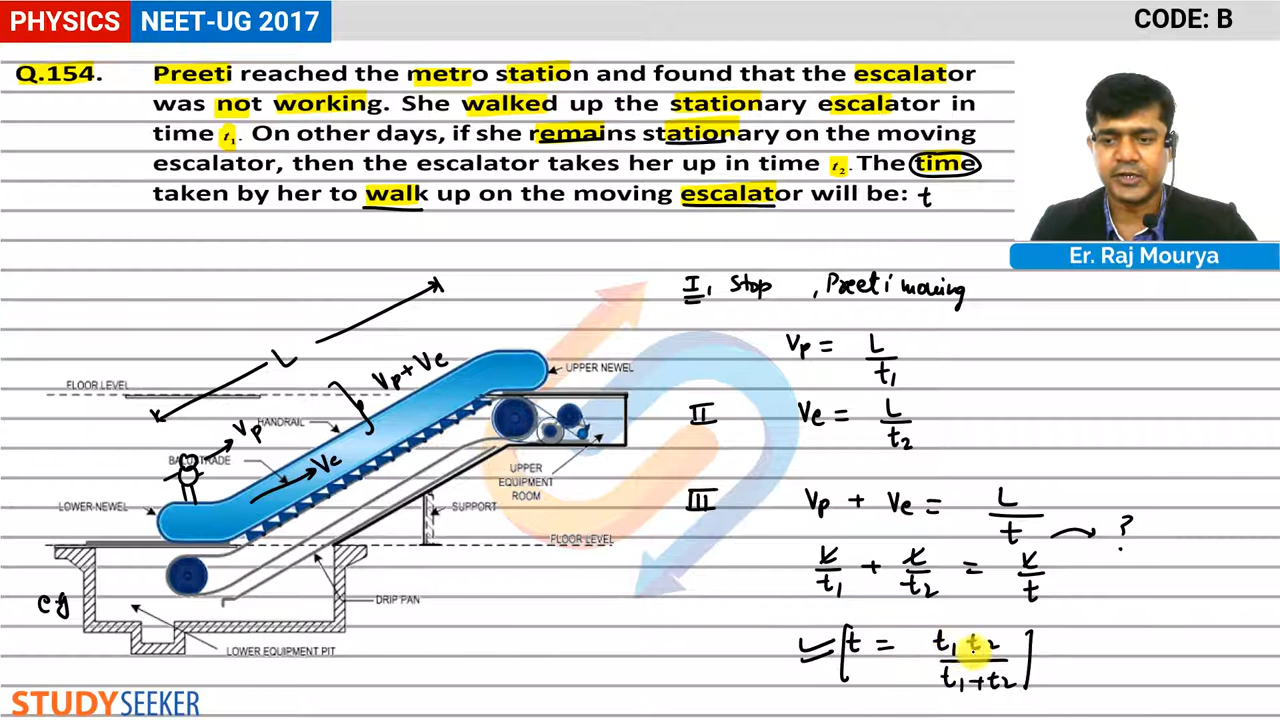 PHYSICS NEET-UG 2017
CODE: B
Q.154. Preeti reached the metro station and found that the escalator
was not working. She walked up the stationary escalator in
time t₁. On other days, if she remains stationary on the moving
escalator, then the escalator takes her up in time t₂. The time
taken by her to walk up on the moving escalator will be: t
Er. Raj Mourya
I, Stop , Preeti moving
Vp = L/t₁
II Ve = L/t₂
III Vp + Ve = L/t ?
L/t₁ + L/t₂ = L/t
t = t₁t₂/(t₁+t₂)
L
Vp+Ve
Vp
Ve
FLOOR LEVEL
UPPER NEWEL
HANDRAIL
BALUSTRADE
LOWER NEWEL
UPPER
EQUIPMENT
ROOM
SUPPORT
FLOOR LEVEL
DRIP PAN
LOWER EQUIPMENT PIT
STUDYSEEKER